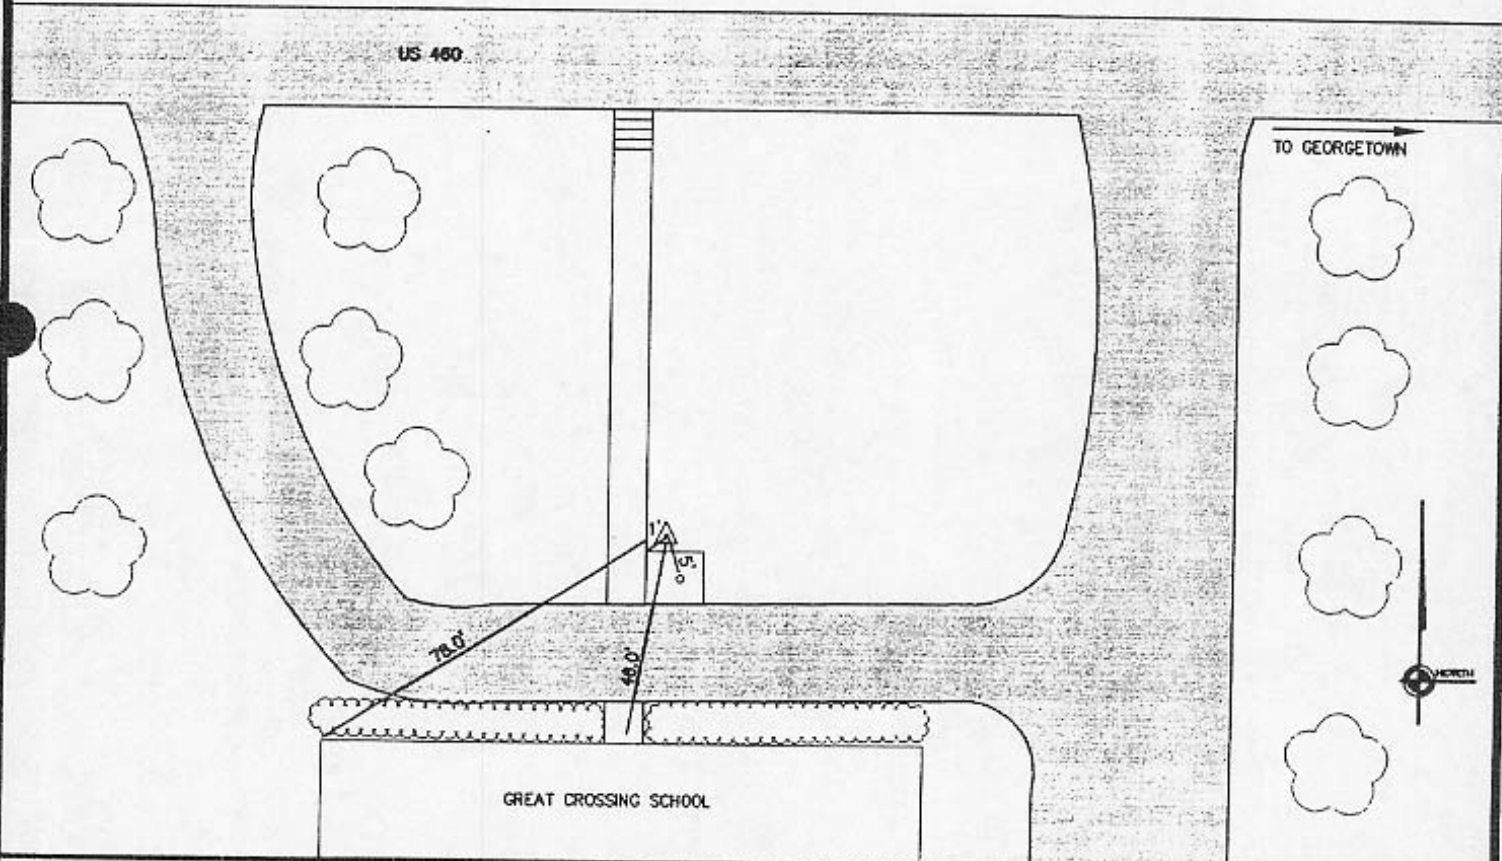 US 460
TO GEORGETOWN
1'
5'
78.0'
48.0'
NORTH
GREAT CROSSING SCHOOL